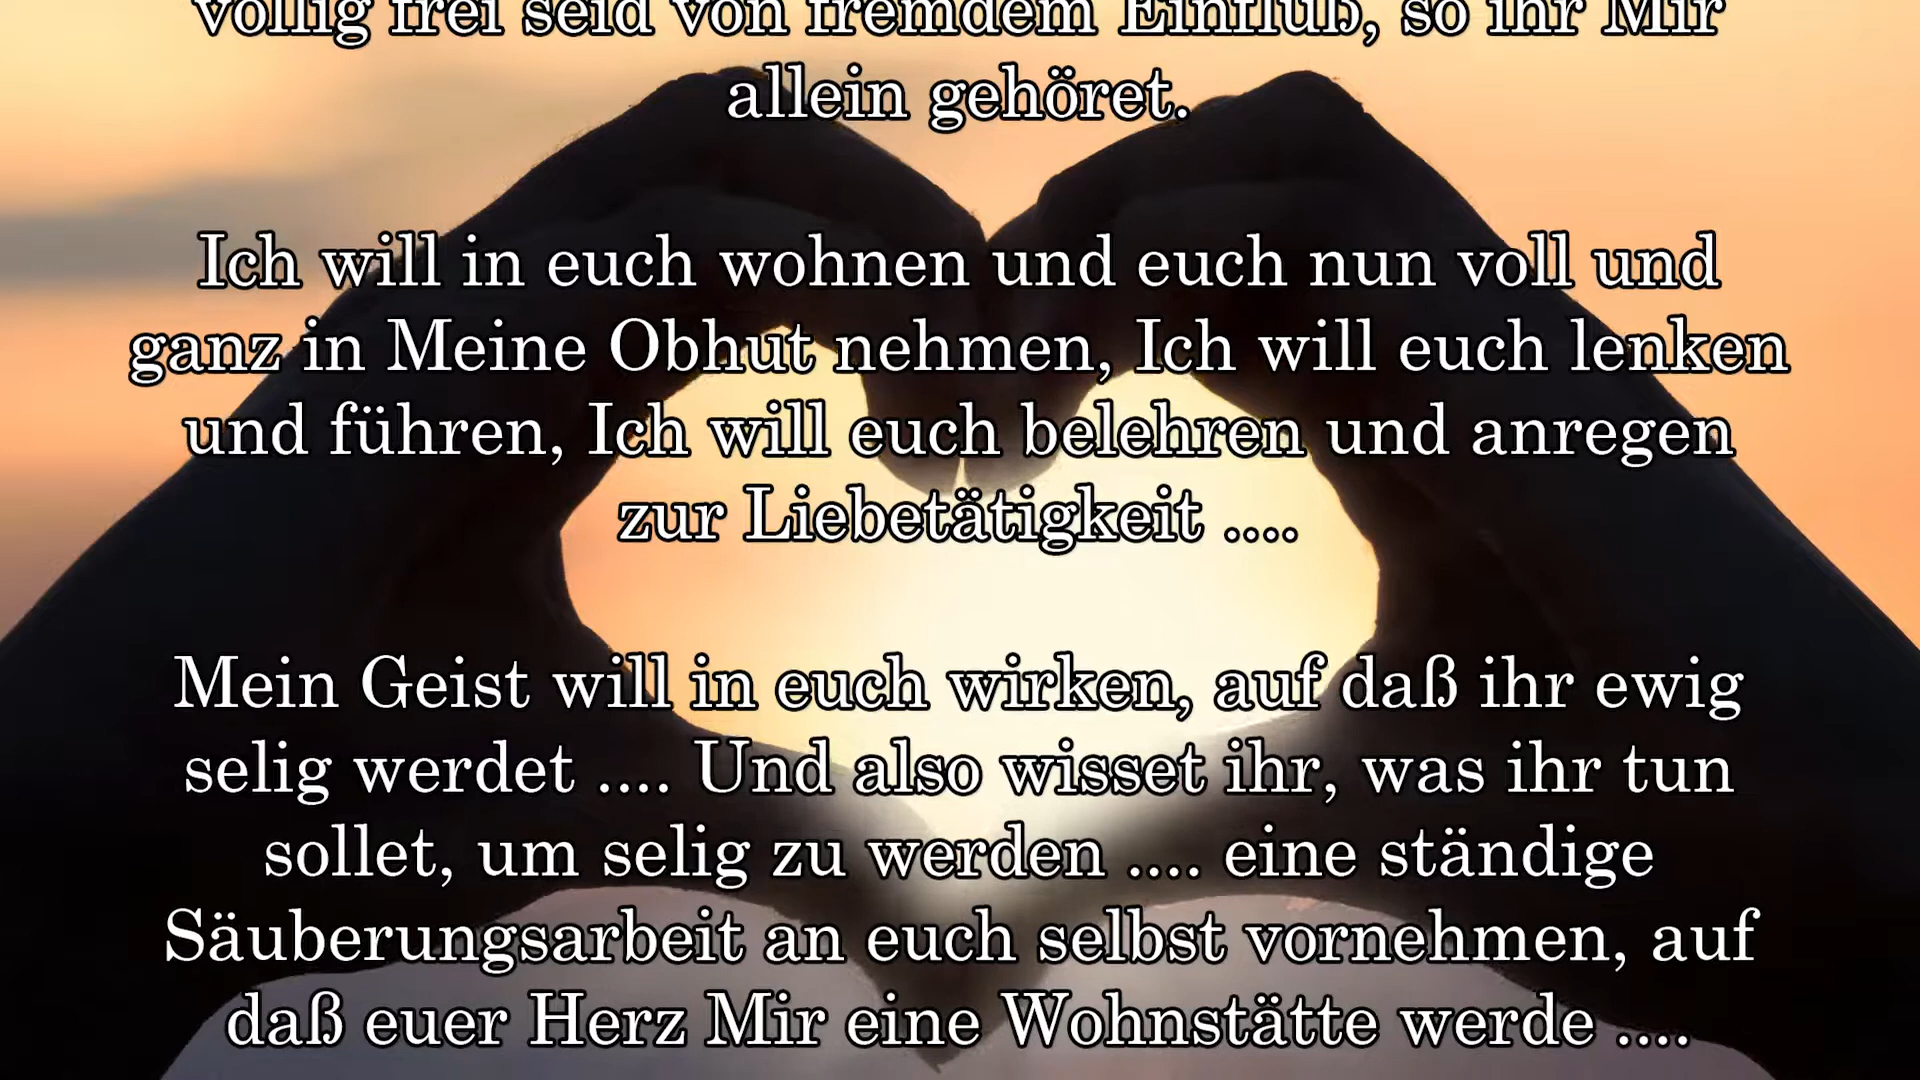 völlig frei seid von fremdem Einfluß, so ihr Mir
allein gehöret.
Ich will in euch wohnen und euch nun voll und
ganz in Meine Obhut nehmen, Ich will euch lenken
und führen, Ich will euch belehren und anregen
zur Liebetätigkeit ....
Mein Geist will in euch wirken, auf daß ihr ewig
selig werdet .... Und also wisset ihr, was ihr tun
sollet, um selig zu werden .... eine ständige
Säuberungsarbeit an euch selbst vornehmen, auf
daß euer Herz Mir eine Wohnstätte werde ....